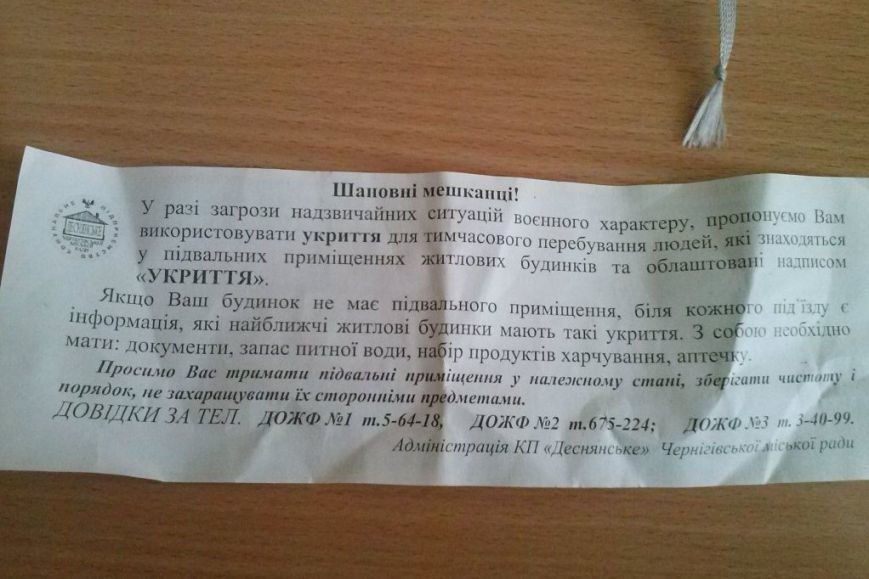 Шановні мешканці!
У разі загрози надзвичайних ситуацій воєнного характеру, пропонуємо Вам
використовувати укриття для тимчасового перебування людей, які знаходяться
у підвальних приміщеннях житлових будинків та облаштовані надписом
«УКРИТТЯ».
Якщо Ваш будинок не має підвального приміщення, біля кожного під'їзду є
інформація, які найближчі житлові будинки мають такі укриття. З собою необхідно
мати: документи, запас питної води, набір продуктів харчування, аптечку.
Просимо Вас тримати підвальні приміщення у належному стані, зберігати чистоту і
порядок, не захаращувати їх сторонніми предметами.
ДОВІДКИ ЗА ТЕЛ. ДОЖФ №1 т.5-64-18, ДОЖФ №2 т.675-224; ДОЖФ №3 т. 3-40-99.
Адміністрація КП «Деснянське» Чернігівської міської ради